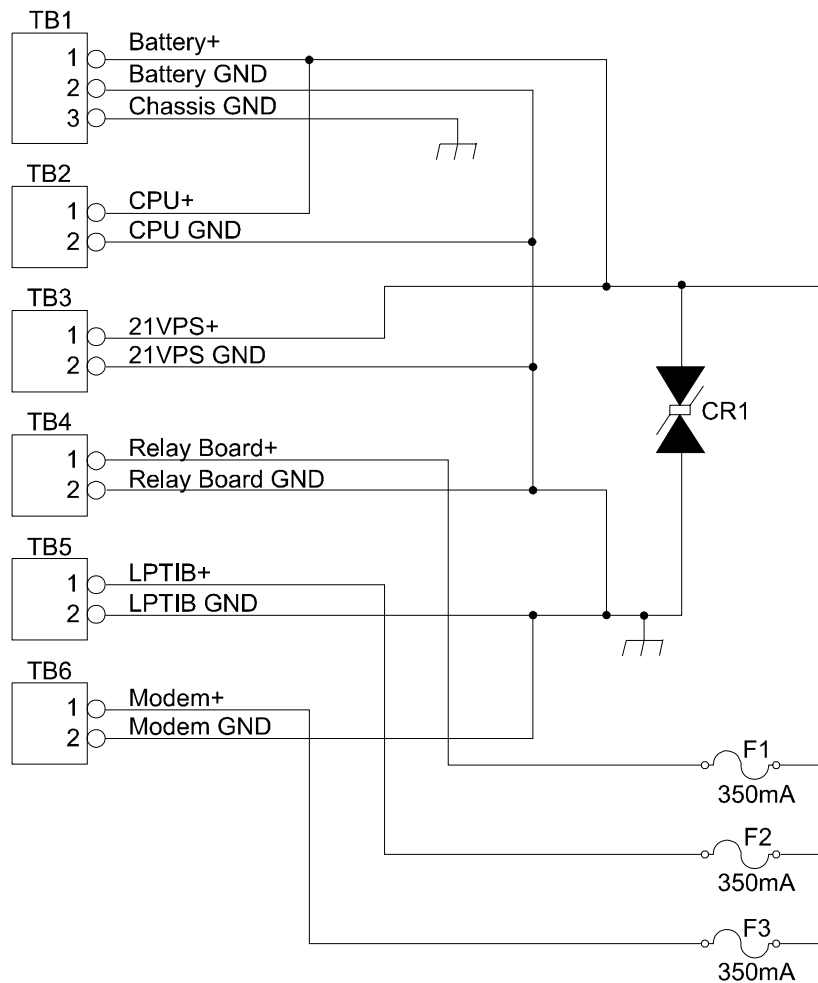 TB1
1 Battery+
2 Battery GND
3 Chassis GND
TB2
1 CPU+
2 CPU GND
TB3
1 21VPS+
2 21VPS GND
CR1
TB4
1 Relay Board+
2 Relay Board GND
TB5
1 LPTIB+
2 LPTIB GND
TB6
1 Modem+
2 Modem GND
F1
350mA
F2
350mA
F3
350mA